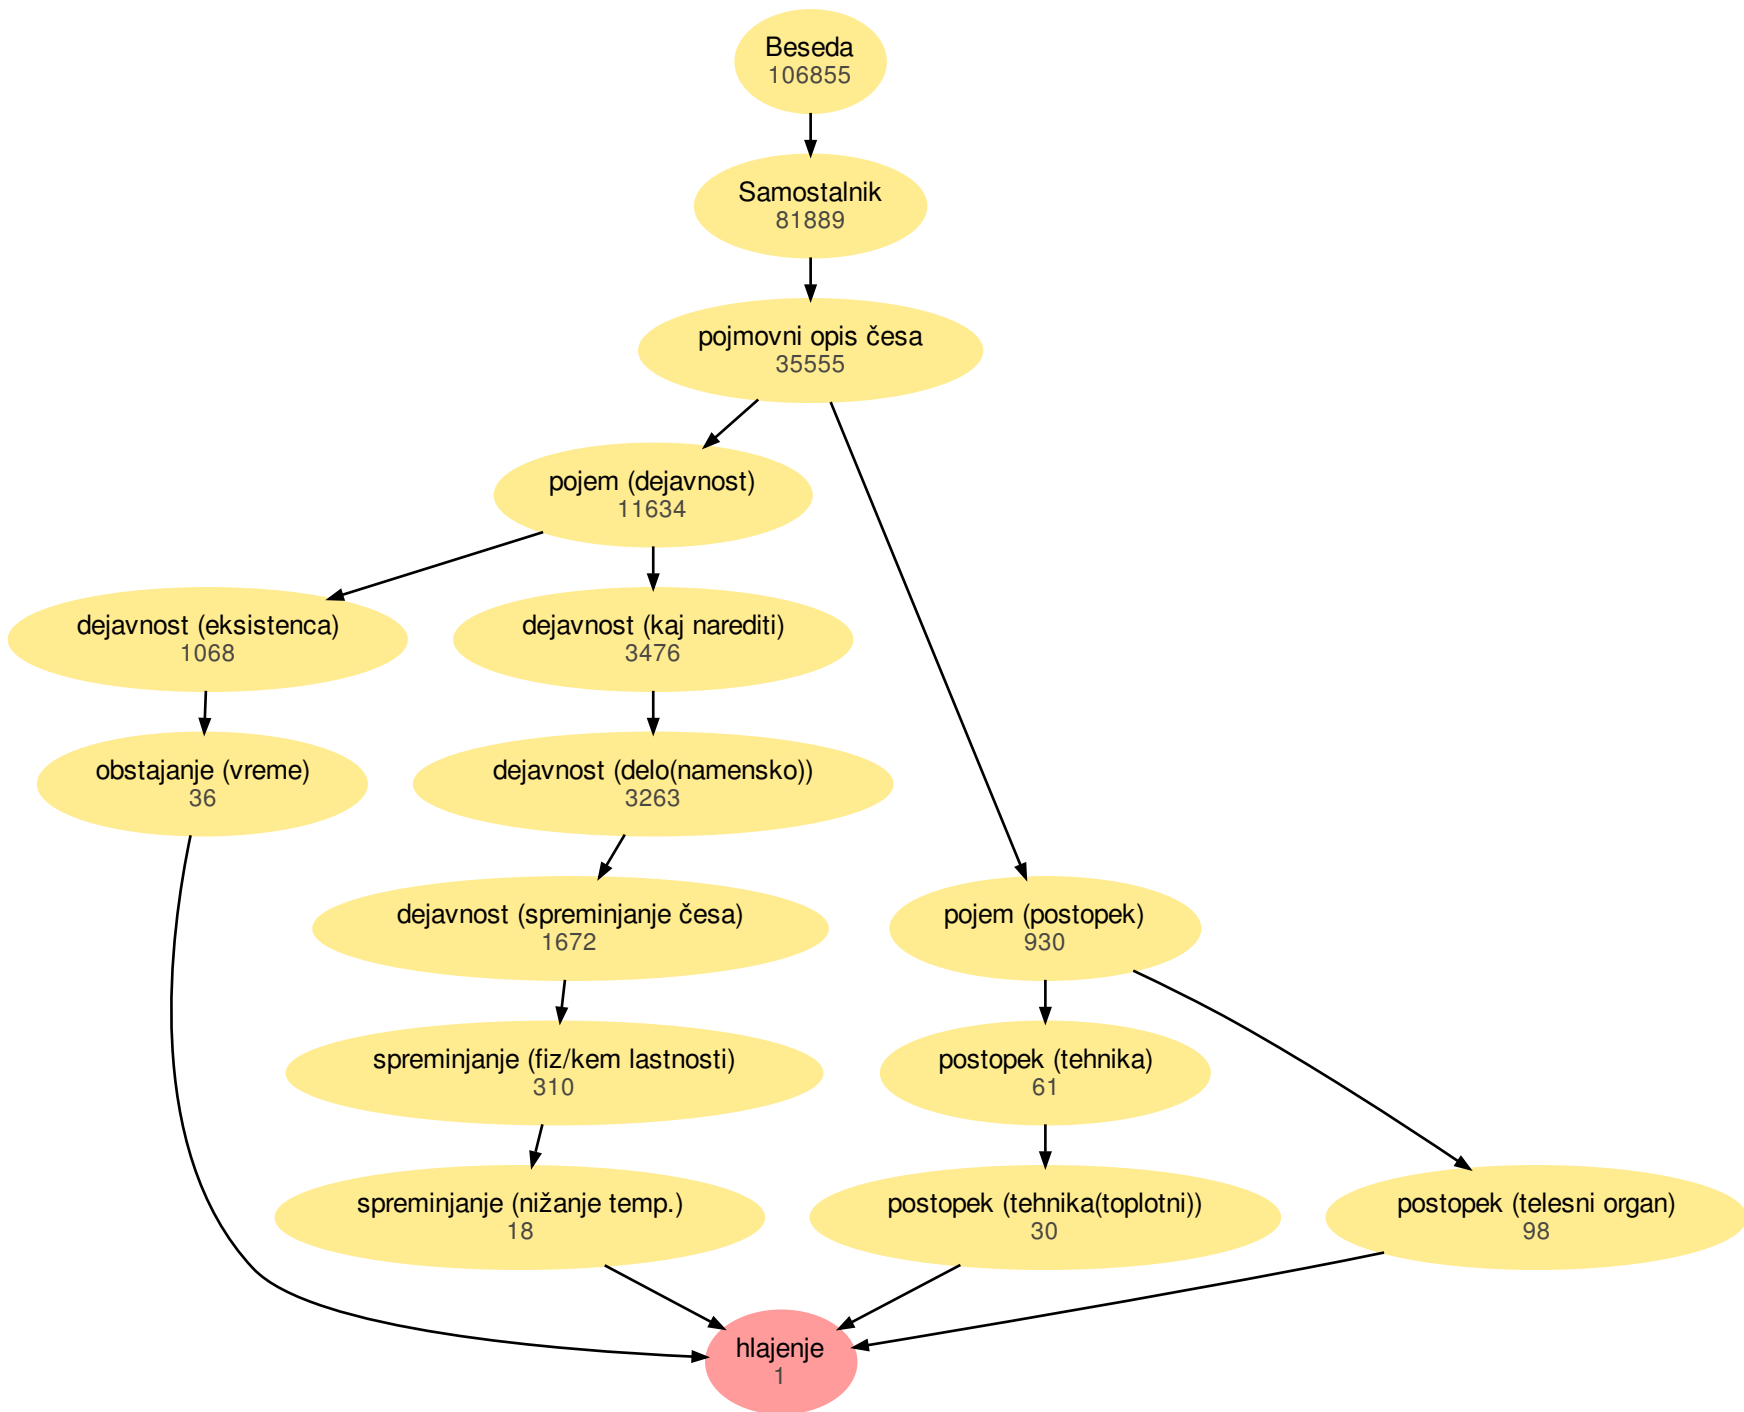 Beseda
106855
Samostalnik
81889
pojmovni opis česa
35555
pojem (dejavnost)
11634
dejavnost (eksistenca)
1068
dejavnost (kaj narediti)
3476
obstajanje (vreme)
36
dejavnost (delo(namensko))
3263
dejavnost (spreminjanje česa)
1672
pojem (postopek)
930
spreminjanje (fiz/kem lastnosti)
310
postopek (tehnika)
61
spreminjanje (nižanje temp.)
18
postopek (tehnika(toplotni))
30
postopek (telesni organ)
98
hlajenje
1